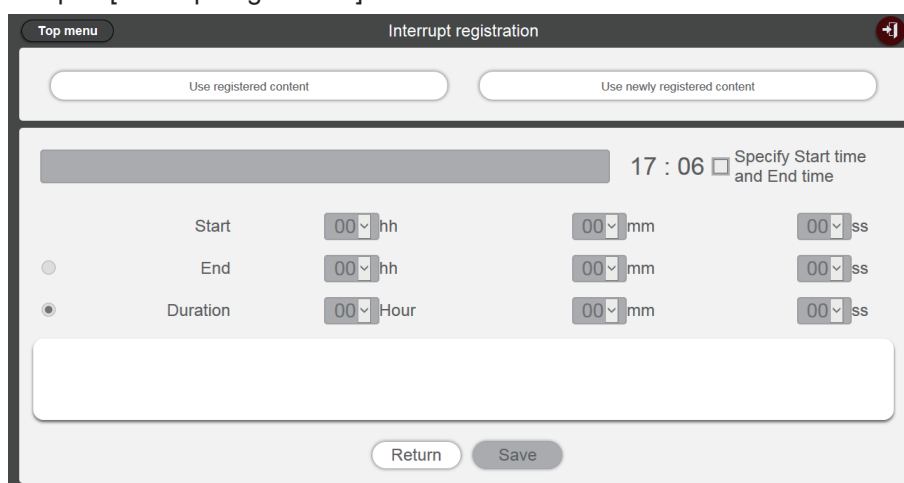 Top menu Interrupt registration
Use registered content Use newly registered content
17 : 06 Specify Start time
and End time
Start 00 hh 00 mm 00 ss
End 00 hh 00 mm 00 ss
Duration 00 Hour 00 mm 00 ss
Return Save